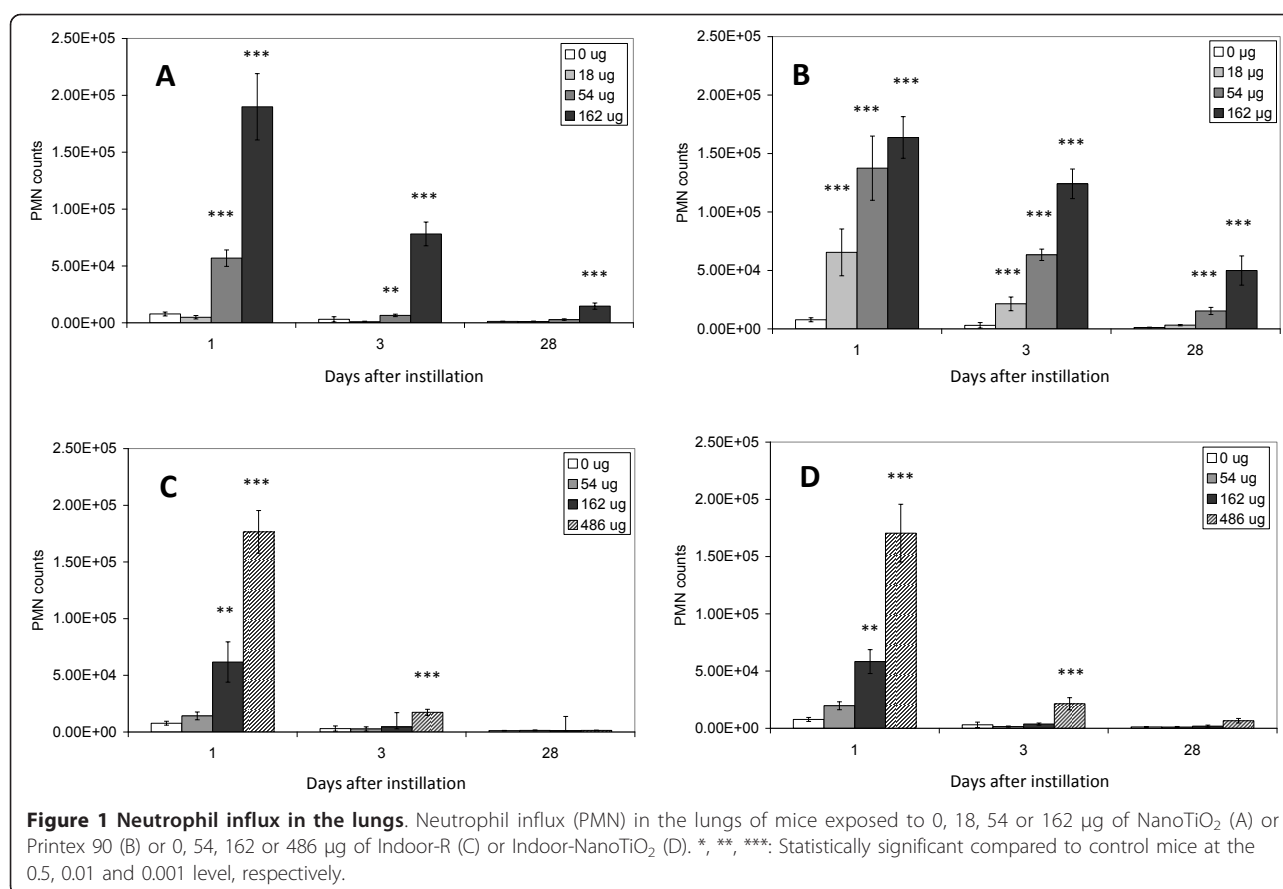 2.50E+05
2.00E+05
1.50E+05
1.00E+05
5.00E+04
0.00E+00
PMN counts
A
***
***
**
***
***
0 ug
18 ug
54 ug
162 ug
1 3 28
Days after instillation
2.50E+05
2.00E+05
1.50E+05
1.00E+05
5.00E+04
0.00E+00
PMN counts
B
***
***
***
***
***
***
***
***
0 µg
18 µg
54 µg
162 µg
1 3 28
Days after instillation
2.50E+05
2.00E+05
1.50E+05
1.00E+05
5.00E+04
0.00E+00
PMN counts
C
**
***
***
0 ug
54 ug
162 ug
486 ug
1 3 28
Days after instillation
2.50E+05
2.00E+05
1.50E+05
1.00E+05
5.00E+04
0.00E+00
PMN counts
D
**
***
***
0 ug
54 ug
162 ug
486 ug
1 3 28
Days after instillation
Figure 1 Neutrophil influx in the lungs. Neutrophil influx (PMN) in the lungs of mice exposed to 0, 18, 54 or 162 µg of NanoTiO₂ (A) or
Printex 90 (B) or 0, 54, 162 or 486 µg of Indoor-R (C) or Indoor-NanoTiO₂ (D). *, **, ***: Statistically significant compared to control mice at the
0.5, 0.01 and 0.001 level, respectively.